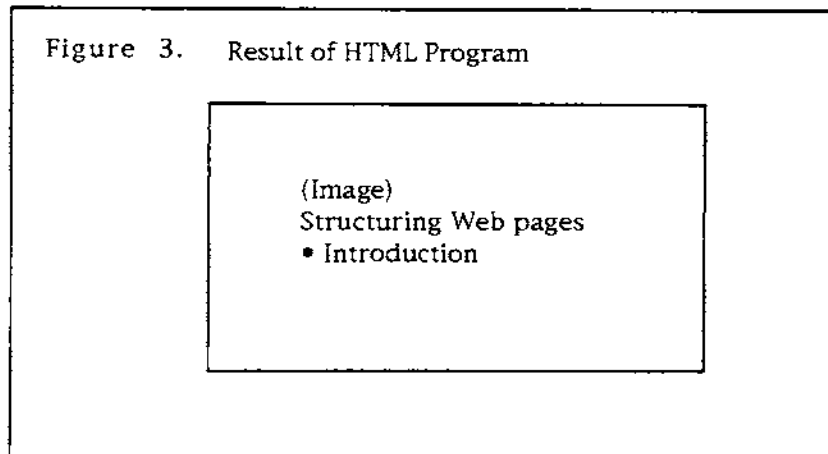 Figure 3. Result of HTML Program
(Image)
Structuring Web pages
• Introduction